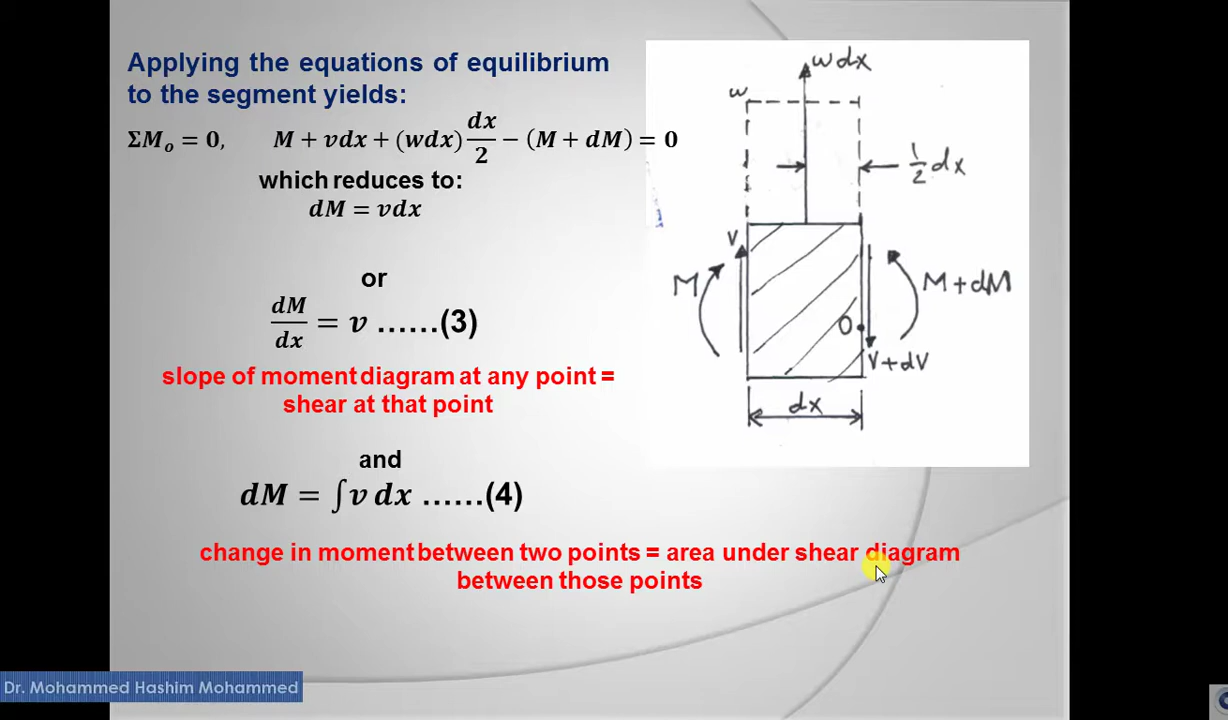 Applying the equations of equilibrium
to the segment yields:
ΣMₒ = 0, M + vdx + (wdx) dx/2 − (M + dM) = 0
which reduces to:
dM = vdx
or
dM/dx = v ......(3)
slope of moment diagram at any point =
shear at that point
and
dM = ∫v dx ......(4)
change in moment between two points = area under shear diagram
between those points
wdx
w
1/2 dx
V
M
M+dM
O
V+dV
dx
Dr. Mohammed Hashim Mohammed